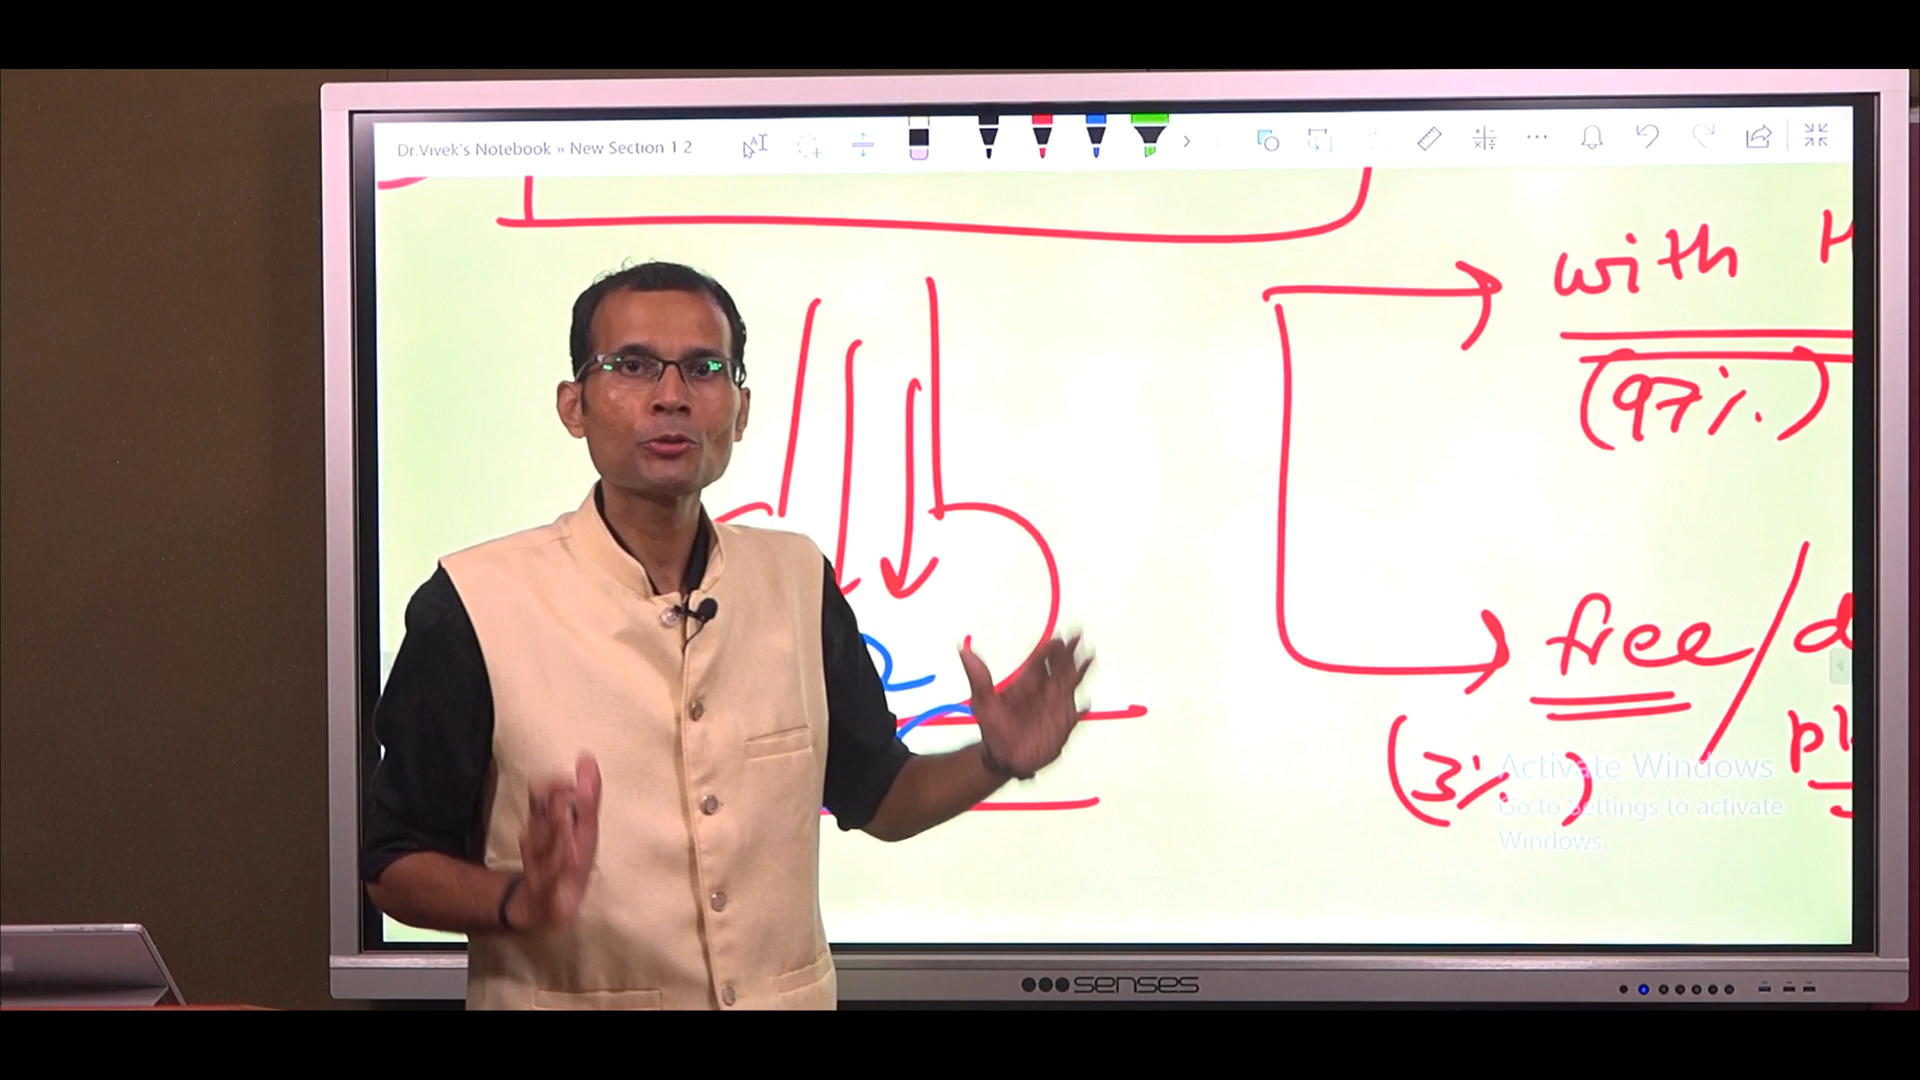 Dr.Vivek's Notebook » New Section 1 2
with H
(97%.)
free/d
(3%.)
pl
2
Activate Windows
Go to Settings to activate
Windows.
senses